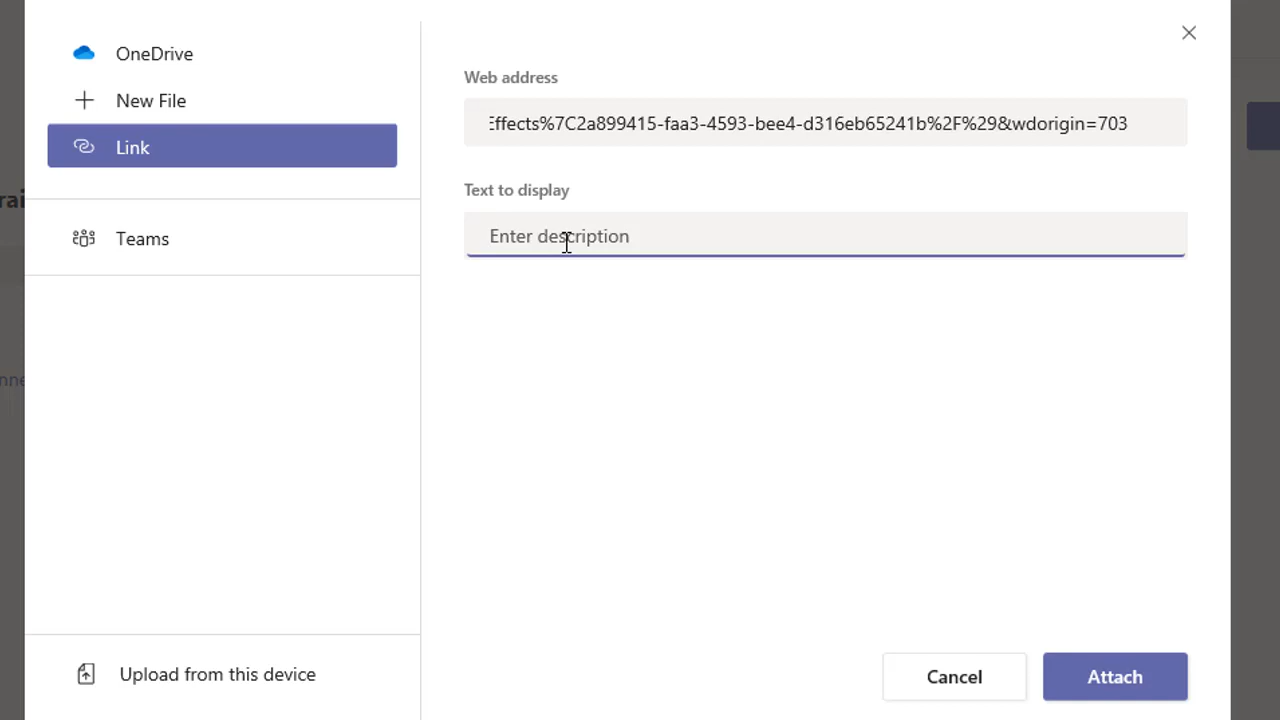 OneDrive
New File
Link
Teams
Upload from this device
Web address
Effects%7C2a899415-faa3-4593-bee4-d316eb65241b%2F%29&wdorigin=703
Text to display
Enter description
Cancel
Attach